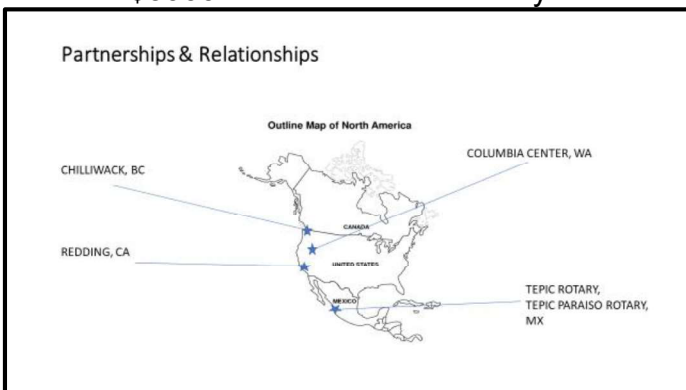 Partnerships & Relationships
Outline Map of North America
COLUMBIA CENTER, WA
CHILLIWACK, BC
CANADA
REDDING, CA
UNITED STATES
TEPIC ROTARY,
MEXICO
TEPIC PARAISO ROTARY,
MX